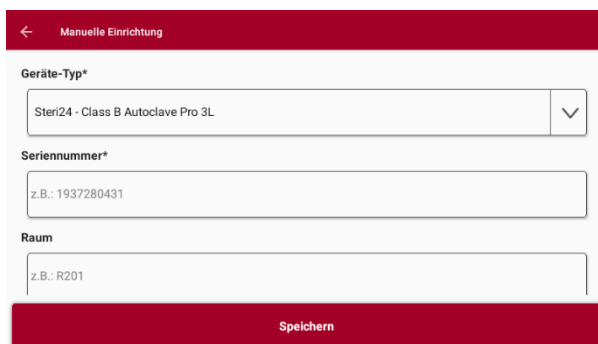 Manuelle Einrichtung
Geräte-Typ*
Steri24 - Class B Autoclave Pro 3L
Seriennummer*
z.B.: 1937280431
Raum
z.B.: R201
Speichern